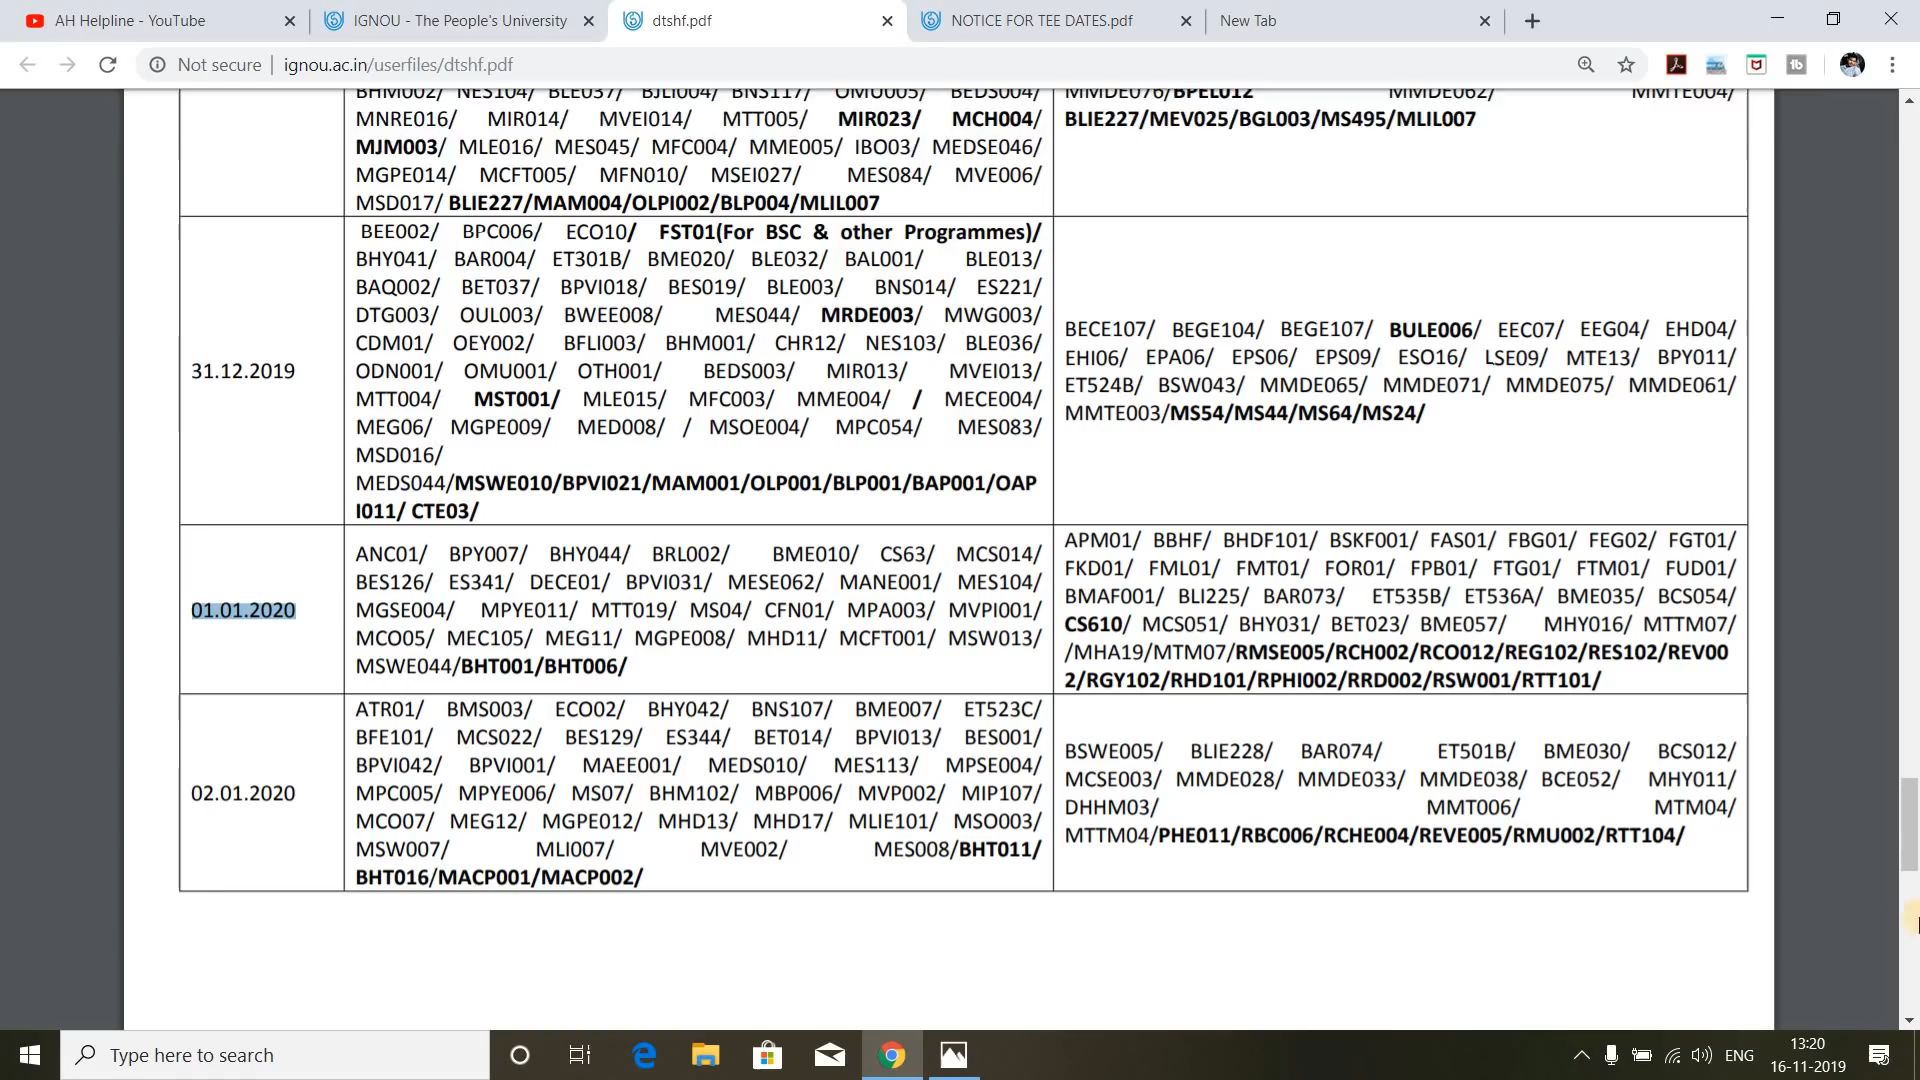 AH Helpline - YouTube
IGNOU - The People's University
dtshf.pdf
NOTICE FOR TEE DATES.pdf
New Tab
Not secure
ignou.ac.in/userfiles/dtshf.pdf
BHM002/ NES104/ BLE037/ BJLI004/ BNS117/ OMU005/ BEDS004/
MNRE016/ MIR014/ MVEI014/ MTT005/ MIR023/ MCH004/
MJM003/ MLE016/ MES045/ MFC004/ MME005/ IBO03/ MEDSE046/
MGPE014/ MCFT005/ MFN010/ MSEI027/ MES084/ MVE006/
MSD017/ BLIE227/MAM004/OLPI002/BLP004/MLIL007
MMDE076/BPEL012 MMDE062/ MMTE004/
BLIE227/MEV025/BGL003/MS495/MLIL007
31.12.2019
BEE002/ BPC006/ ECO10/ FST01(For BSC & other Programmes)/
BHY041/ BAR004/ ET301B/ BME020/ BLE032/ BAL001/ BLE013/
BAQ002/ BET037/ BPVI018/ BES019/ BLE003/ BNS014/ ES221/
DTG003/ OUL003/ BWEE008/ MES044/ MRDE003/ MWG003/
CDM01/ OEY002/ BFLI003/ BHM001/ CHR12/ NES103/ BLE036/
ODN001/ OMU001/ OTH001/ BEDS003/ MIR013/ MVEI013/
MTT004/ MST001/ MLE015/ MFC003/ MME004/ / MECE004/
MEG06/ MGPE009/ MED008/ / MSOE004/ MPC054/ MES083/
MSD016/
MEDS044/MSWE010/BPVI021/MAM001/OLP001/BLP001/BAP001/OAP
I011/ CTE03/
BECE107/ BEGE104/ BEGE107/ BULE006/ EEC07/ EEG04/ EHD04/
EHI06/ EPA06/ EPS06/ EPS09/ ESO16/ LSE09/ MTE13/ BPY011/
ET524B/ BSW043/ MMDE065/ MMDE071/ MMDE075/ MMDE061/
MMTE003/MS54/MS44/MS64/MS24/
01.01.2020
ANC01/ BPY007/ BHY044/ BRL002/ BME010/ CS63/ MCS014/
BES126/ ES341/ DECE01/ BPVI031/ MESE062/ MANE001/ MES104/
MGSE004/ MPYE011/ MTT019/ MS04/ CFN01/ MPA003/ MVPI001/
MCO05/ MEC105/ MEG11/ MGPE008/ MHD11/ MCFT001/ MSW013/
MSWE044/BHT001/BHT006/
APM01/ BBHF/ BHDF101/ BSKF001/ FAS01/ FBG01/ FEG02/ FGT01/
FKD01/ FML01/ FMT01/ FOR01/ FPB01/ FTG01/ FTM01/ FUD01/
BMAF001/ BLI225/ BAR073/ ET535B/ ET536A/ BME035/ BCS054/
CS610/ MCS051/ BHY031/ BET023/ BME057/ MHY016/ MTTM07/
/MHA19/MTM07/RMSE005/RCH002/RCO012/REG102/RES102/REV00
2/RGY102/RHD101/RPHI002/RRD002/RSW001/RTT101/
02.01.2020
ATR01/ BMS003/ ECO02/ BHY042/ BNS107/ BME007/ ET523C/
BFE101/ MCS022/ BES129/ ES344/ BET014/ BPVI013/ BES001/
BPVI042/ BPVI001/ MAEE001/ MEDS010/ MES113/ MPSE004/
MPC005/ MPYE006/ MS07/ BHM102/ MBP006/ MVP002/ MIP107/
MCO07/ MEG12/ MGPE012/ MHD13/ MHD17/ MLIE101/ MSO003/
MSW007/ MLI007/ MVE002/ MES008/BHT011/
BHT016/MACP001/MACP002/
BSWE005/ BLIE228/ BAR074/ ET501B/ BME030/ BCS012/
MCSE003/ MMDE028/ MMDE033/ MMDE038/ BCE052/ MHY011/
DHHM03/ MMT006/ MTM04/
MTTM04/PHE011/RBC006/RCHE004/REVE005/RMU002/RTT104/
Type here to search
ENG
13:20
16-11-2019